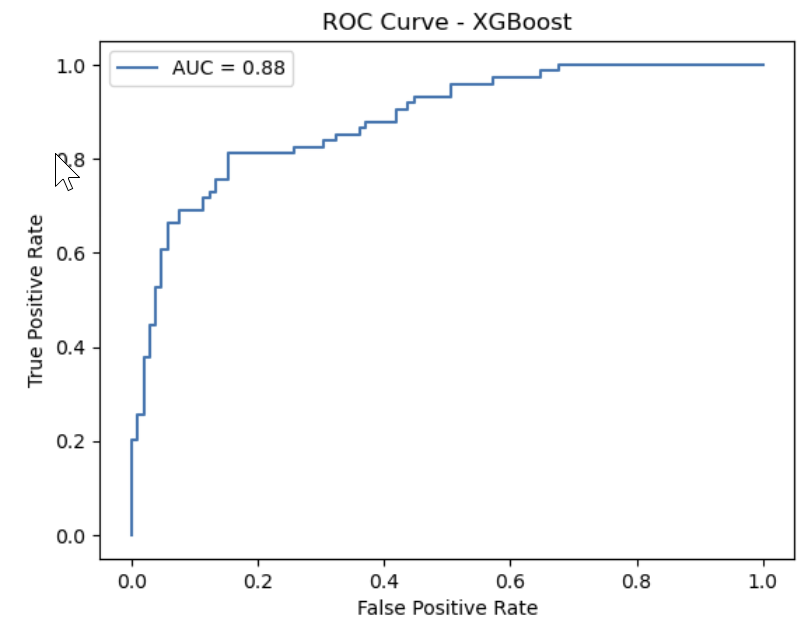 ROC Curve - XGBoost
AUC = 0.88
1.0
0.8
0.6
0.4
0.2
0.0
True Positive Rate
0.0 0.2 0.4 0.6 0.8 1.0
False Positive Rate